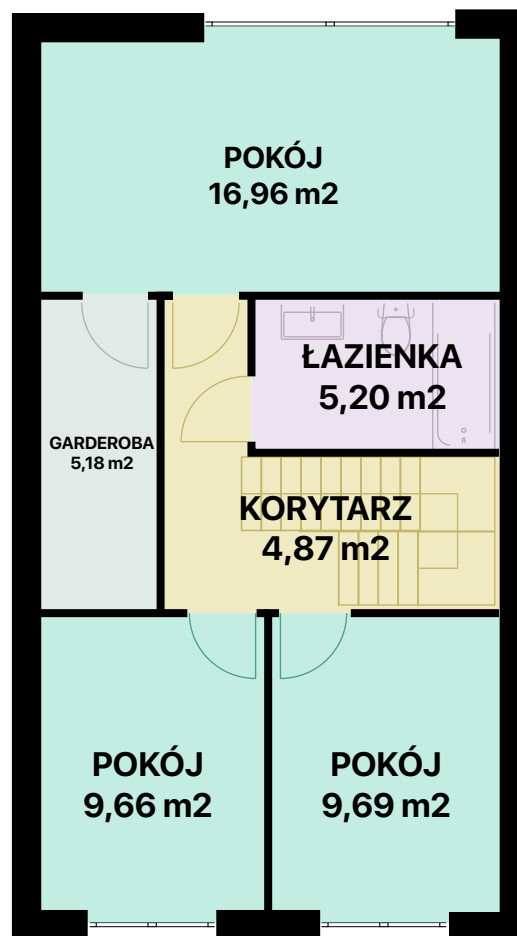 POKÓJ
16,96 m2
ŁAZIENKA
5,20 m2
GARDEROBA
5,18 m2
KORYTARZ
4,87 m2
POKÓJ
9,66 m2
POKÓJ
9,69 m2